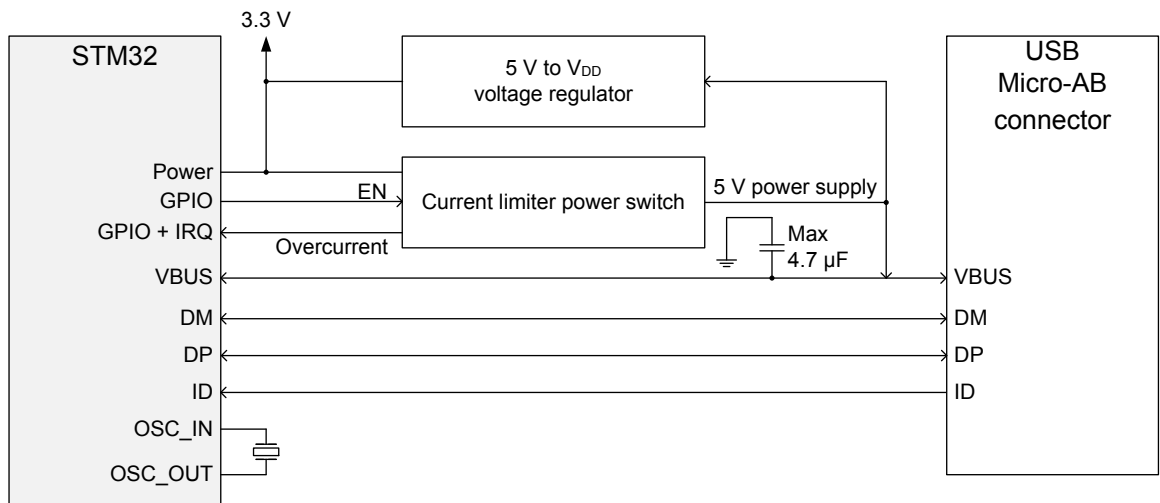 3.3 V
STM32
5 V to VDD
voltage regulator
USB
Micro-AB
connector
Power
GPIO
EN
Current limiter power switch
5 V power supply
GPIO + IRQ
Overcurrent
Max
4.7 µF
VBUS
VBUS
DM
DM
DP
DP
ID
ID
OSC_IN
OSC_OUT